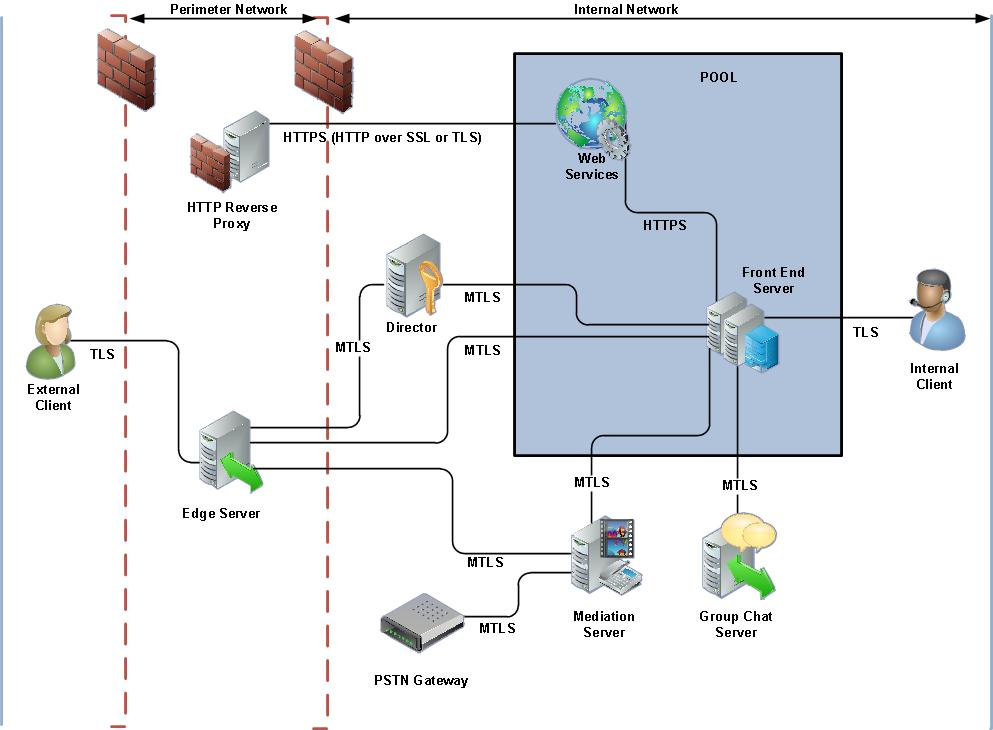 Perimeter Network
Internal Network
POOL
HTTPS (HTTP over SSL or TLS)
Web
Services
HTTP Reverse
Proxy
HTTPS
Front End
Server
MTLS
Director
TLS
MTLS
MTLS
TLS
Internal
Client
External
Client
MTLS
MTLS
Edge Server
MTLS
Mediation
Server
Group Chat
Server
MTLS
PSTN Gateway